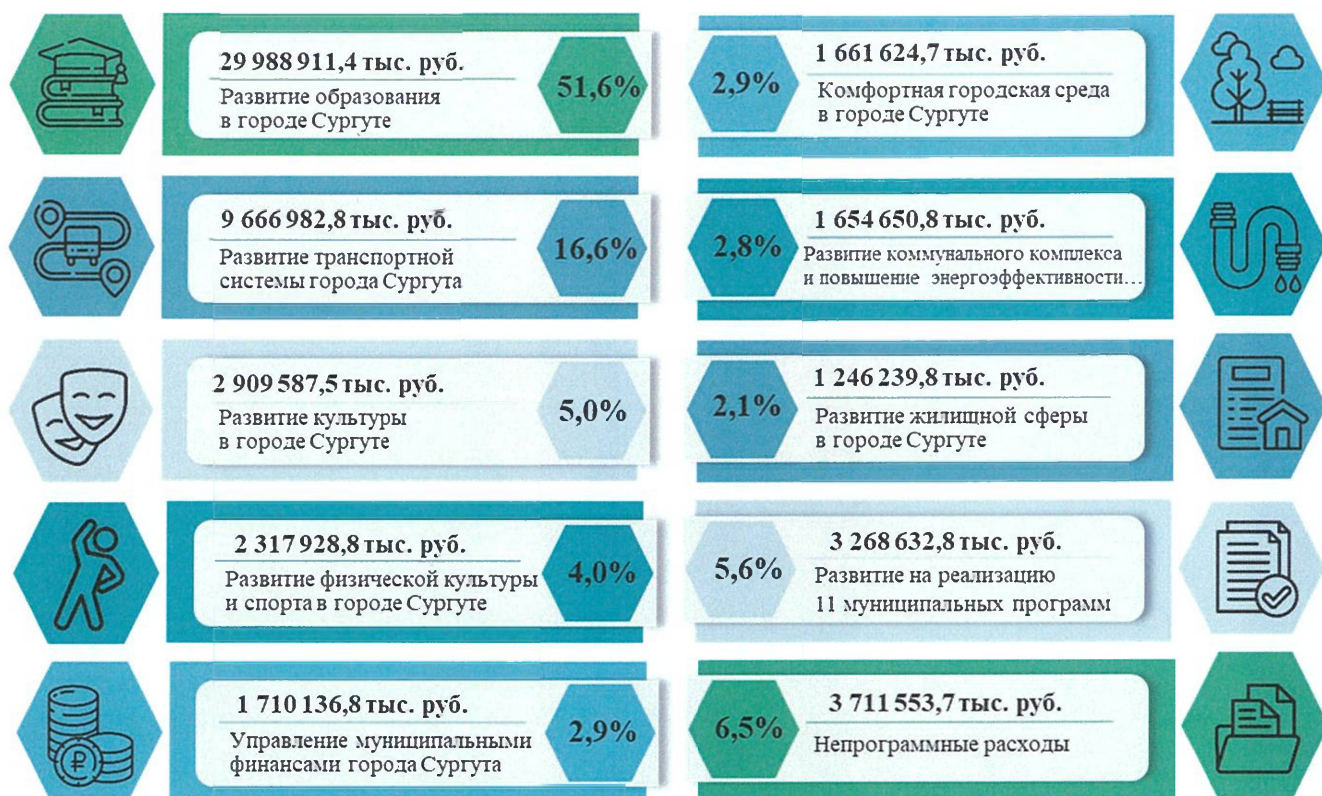 29 988 911,4 тыс. руб.
Развитие образования
в городе Сургуте
51,6%
9 666 982,8 тыс. руб.
Развитие транспортной
системы города Сургута
16,6%
2 909 587,5 тыс. руб.
Развитие культуры
в городе Сургуте
5,0%
2 317 928,8 тыс. руб.
Развитие физической культуры
и спорта в городе Сургуте
4,0%
1 710 136,8 тыс. руб.
Управление муниципальными
финансами города Сургута
2,9%
2,9%
1 661 624,7 тыс. руб.
Комфортная городская среда
в городе Сургуте
2,8%
1 654 650,8 тыс. руб.
Развитие коммунального комплекса
и повышение энергоэффективности...
2,1%
1 246 239,8 тыс. руб.
Развитие жилищной сферы
в городе Сургуте
5,6%
3 268 632,8 тыс. руб.
Развитие на реализацию
11 муниципальных программ
6,5%
3 711 553,7 тыс. руб.
Непрограммные расходы
₽